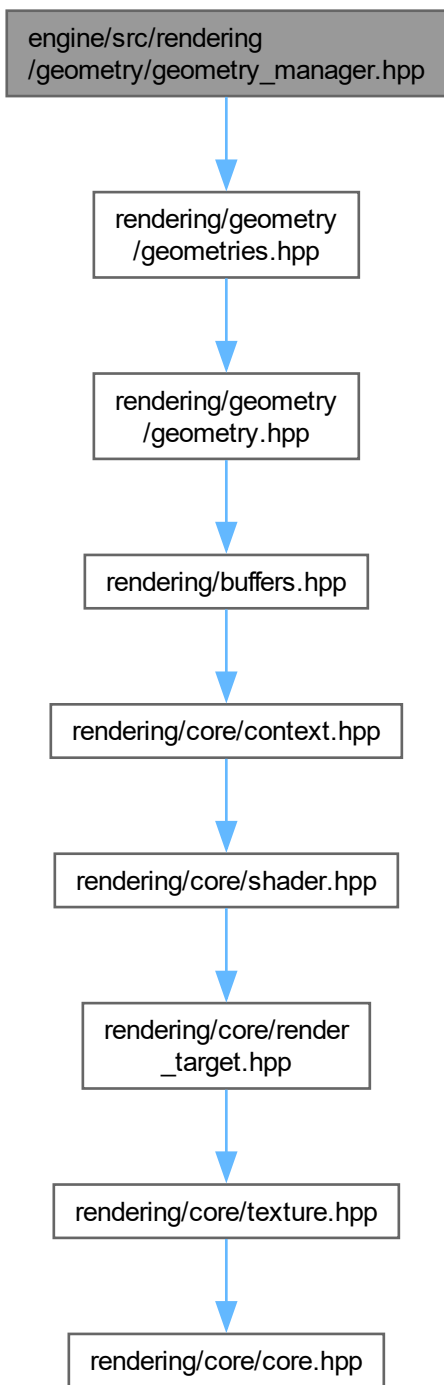 engine/src/rendering
/geometry/geometry_manager.hpp
rendering/geometry
/geometries.hpp
rendering/geometry
/geometry.hpp
rendering/buffers.hpp
rendering/core/context.hpp
rendering/core/shader.hpp
rendering/core/render
_target.hpp
rendering/core/texture.hpp
rendering/core/core.hpp